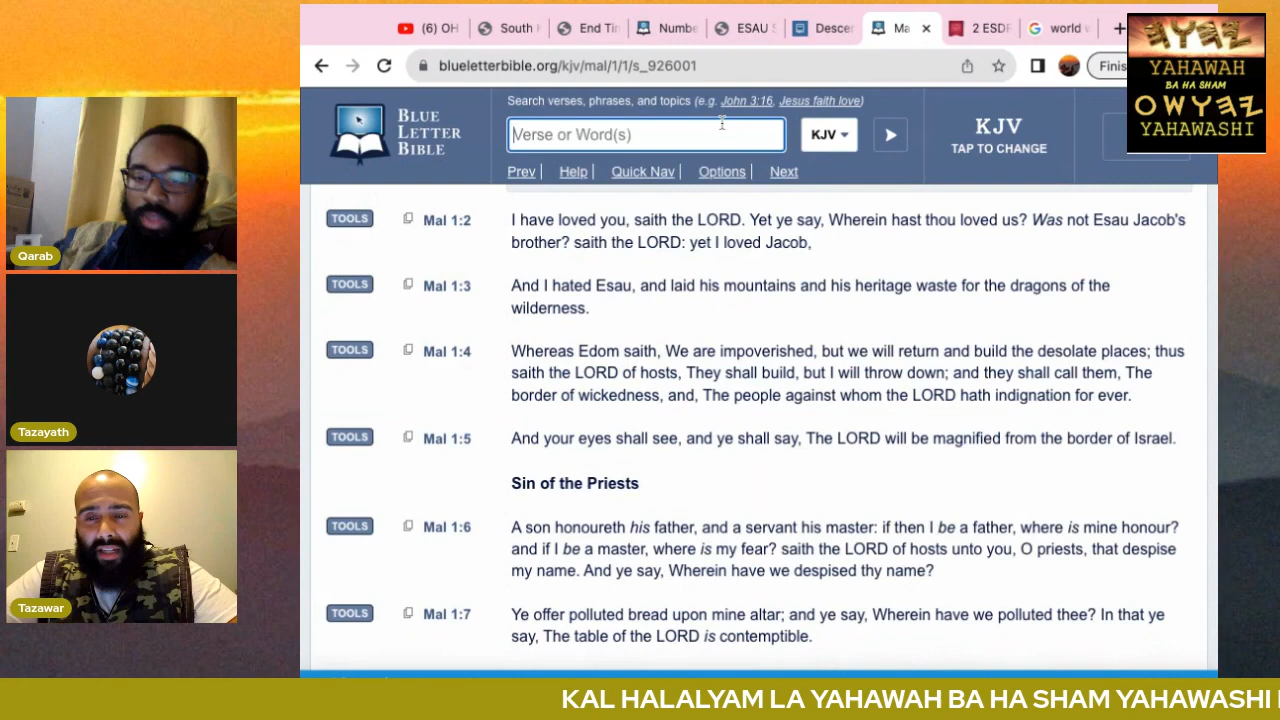 (6) OH
South
End Tin
Numbe
ESAU S
Descer
Ma
2 ESDR
world w
blueletterbible.org/kjv/mal/1/1/s_926001
Finis
YAHAWAH
BA HA SHAM
YAHAWASHI
BLUE
LETTER
BIBLE
Search verses, phrases, and topics (e.g. John 3:16, Jesus faith love)
Verse or Word(s)
KJV
KJV
TAP TO CHANGE
Prev | Help | Quick Nav | Options | Next
TOOLS Mal 1:2 I have loved you, saith the LORD. Yet ye say, Wherein hast thou loved us? Was not Esau Jacob's
brother? saith the LORD: yet I loved Jacob,
TOOLS Mal 1:3 And I hated Esau, and laid his mountains and his heritage waste for the dragons of the
wilderness.
TOOLS Mal 1:4 Whereas Edom saith, We are impoverished, but we will return and build the desolate places; thus
saith the LORD of hosts, They shall build, but I will throw down; and they shall call them, The
border of wickedness, and, The people against whom the LORD hath indignation for ever.
TOOLS Mal 1:5 And your eyes shall see, and ye shall say, The LORD will be magnified from the border of Israel.
Sin of the Priests
TOOLS Mal 1:6 A son honoureth his father, and a servant his master: if then I be a father, where is mine honour?
and if I be a master, where is my fear? saith the LORD of hosts unto you, O priests, that despise
my name. And ye say, Wherein have we despised thy name?
TOOLS Mal 1:7 Ye offer polluted bread upon mine altar; and ye say, Wherein have we polluted thee? In that ye
say, The table of the LORD is contemptible.
Qarab
Tazayath
Tazawar
KAL HALALYAM LA YAHAWAH BA HA SHAM YAHAWASHI